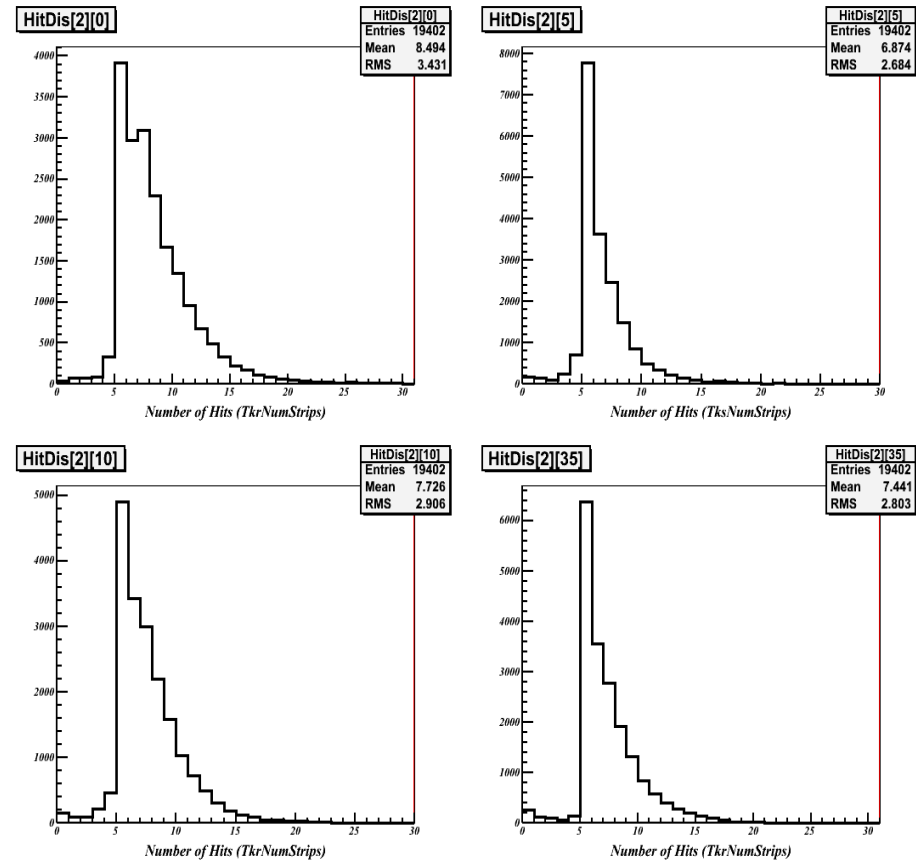 HitDis[2][0]
HitDis[2][0]
Entries 19402
Mean 8.494
RMS 3.431
4000
3500
3000
2500
2000
1500
1000
500
0
0 5 10 15 20 25 30
Number of Hits (TkrNumStrips)
HitDis[2][5]
HitDis[2][5]
Entries 19402
Mean 6.874
RMS 2.684
8000
7000
6000
5000
4000
3000
2000
1000
0
0 5 10 15 20 25 30
Number of Hits (TksNumStrips)
HitDis[2][10]
HitDis[2][10]
Entries 19402
Mean 7.726
RMS 2.906
5000
4000
3000
2000
1000
0
0 5 10 15 20 25 30
Number of Hits (TkrNumStrips)
HitDis[2][35]
HitDis[2][35]
Entries 19402
Mean 7.441
RMS 2.803
6000
5000
4000
3000
2000
1000
0
0 5 10 15 20 25 30
Number of Hits (TkrNumStrips)